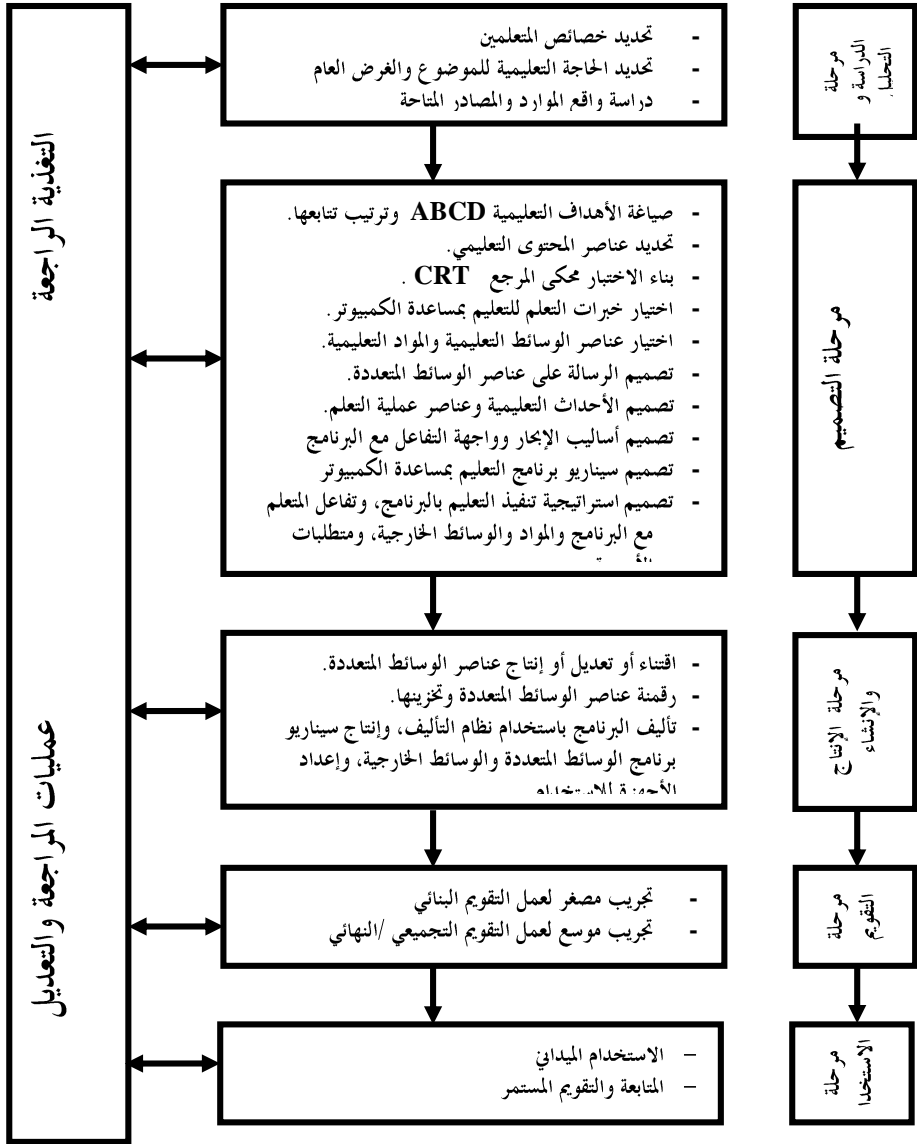 مرحلة
الدراسة و
التحليل
- تحديد خصائص المتعلمين
- تحديد الحاجة التعليمية للموضوع والغرض العام
- دراسة واقع الموارد والمصادر المتاحة
مرحلة التصميم
- صياغة الأهداف التعليمية ABCD وترتيب تتابعها.
- تحديد عناصر المحتوى التعليمي.
- بناء الاختبار محكى المرجع CRT .
- اختيار خبرات التعلم للتعليم بمساعدة الكمبيوتر.
- اختيار عناصر الوسائط التعليمية والمواد التعليمية.
- تصميم الرسالة على عناصر الوسائط المتعددة.
- تصميم الأحداث التعليمية وعناصر عملية التعلم.
- تصميم أساليب الإبحار وواجهة التفاعل مع البرنامج
- تصميم سيناريو برنامج التعليم بمساعدة الكمبيوتر
- تصميم استراتيجية تنفيذ التعليم بالبرنامج، وتفاعل المتعلم
مع البرنامج والمواد والوسائط الخارجية، ومتطلبات
مرحلة الإنتاج
والإنشاء
- اقتناء أو تعديل أو إنتاج عناصر الوسائط المتعددة.
- رقمنة عناصر الوسائط المتعددة وتخزينها.
- تأليف البرنامج باستخدام نظام التأليف، وإنتاج سيناريو
برنامج الوسائط المتعددة والوسائط الخارجية، وإعداد
الأجهزة للاستخدام
مرحلة
التقويم
- تجريب مصغر لعمل التقويم البنائي
- تجريب موسع لعمل التقويم التجميعي /النهائي
مرحلة
الاستخدا
– الاستخدام الميداني
– المتابعة والتقويم المستمر
التغذية الراجعة
عمليات المراجعة والتعديل